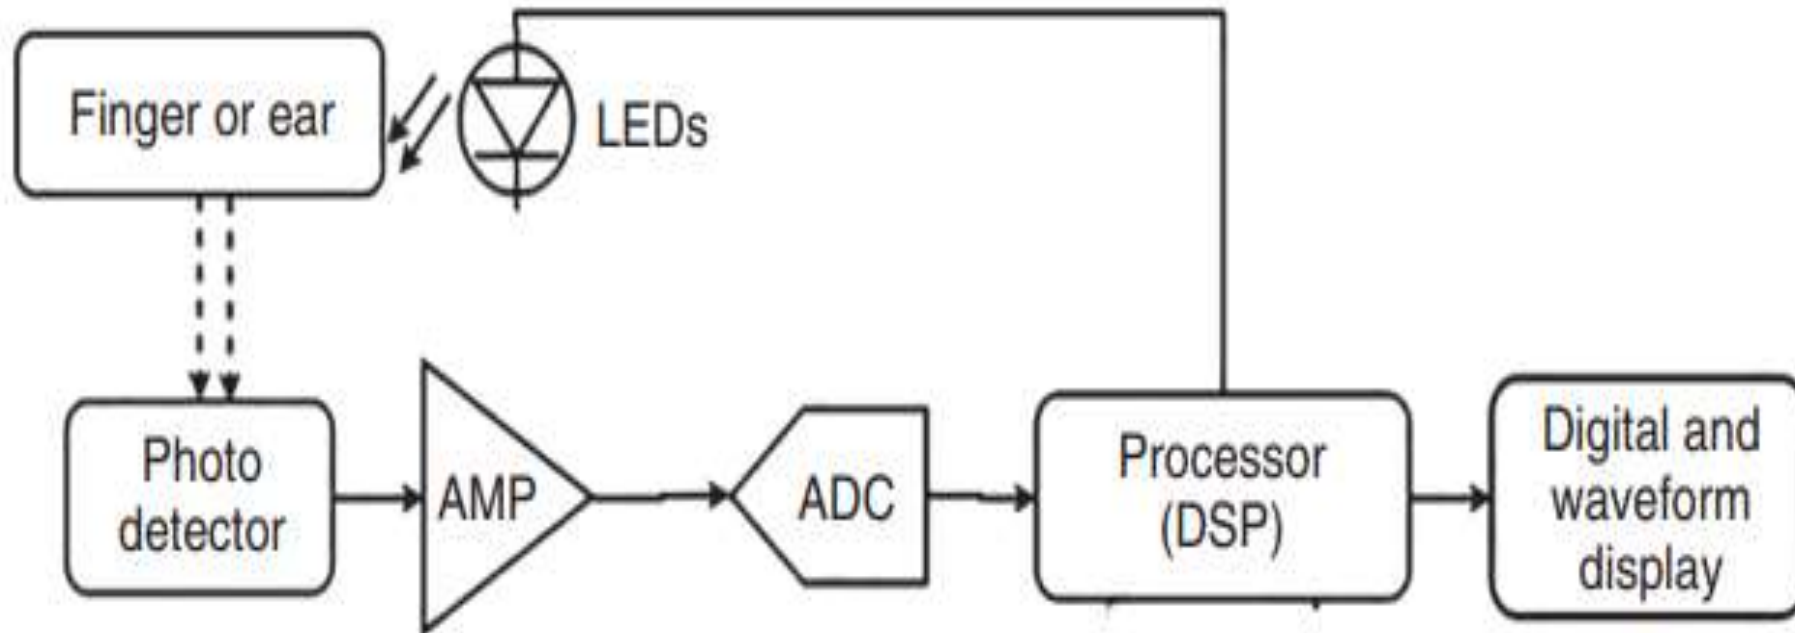 Finger or ear
LEDs
Photo
detector
AMP
ADC
Processor
(DSP)
Digital and
waveform
display